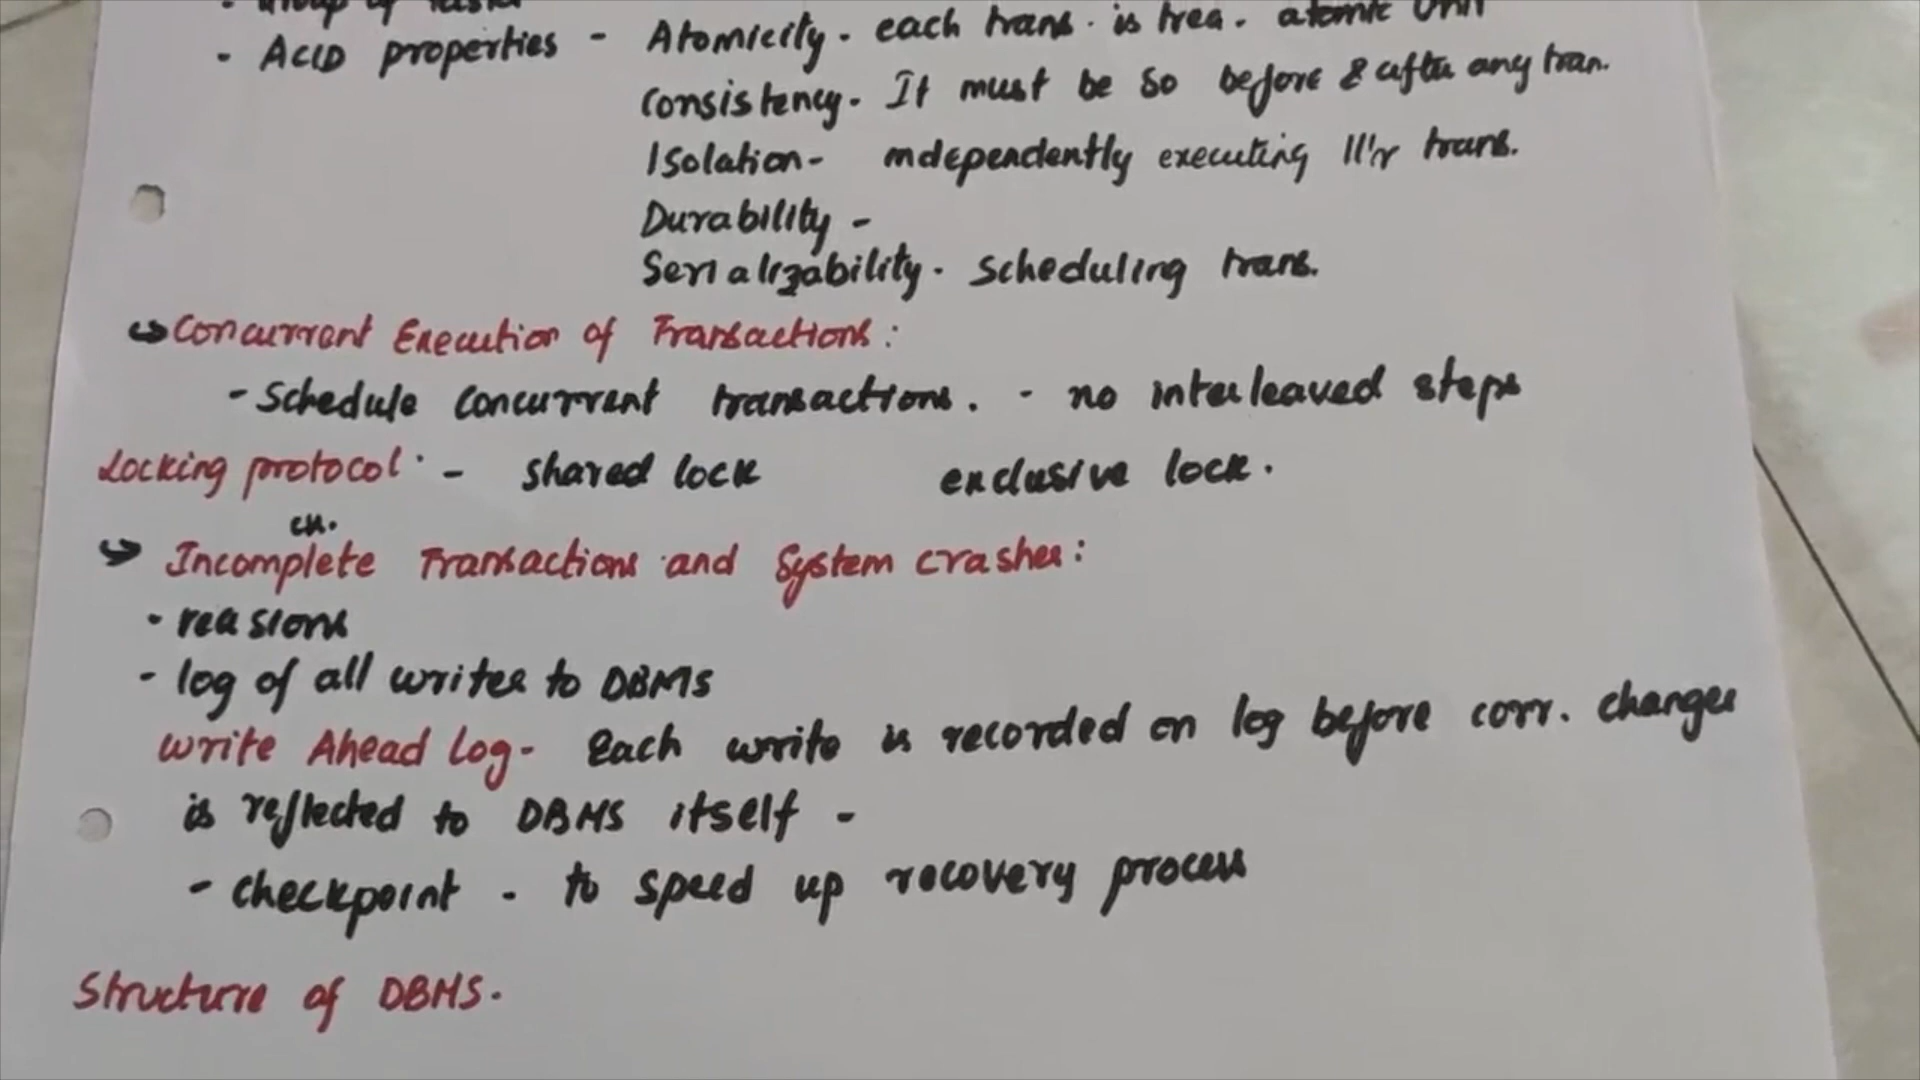 - Group of tasks
- ACID properties - Atomicity - each trans. is trea. atomic unit
Consistency - It must be so before & after any tran.
Isolation - independently executing ||'r trans.
Durability -
Serializability - scheduling trans.
Concurrent Execution of Transactions:
- Schedule concurrent transactions. - no interleaved steps
Locking protocol - shared lock exclusive lock.
Incomplete Transactions and System crashes:
- reasions
- log of all writes to DBMS
Write Ahead Log - Each write is recorded on log before corr. changes
is reflected to DBMS itself -
- checkpoint - to speed up recovery process
Structure of DBMS.